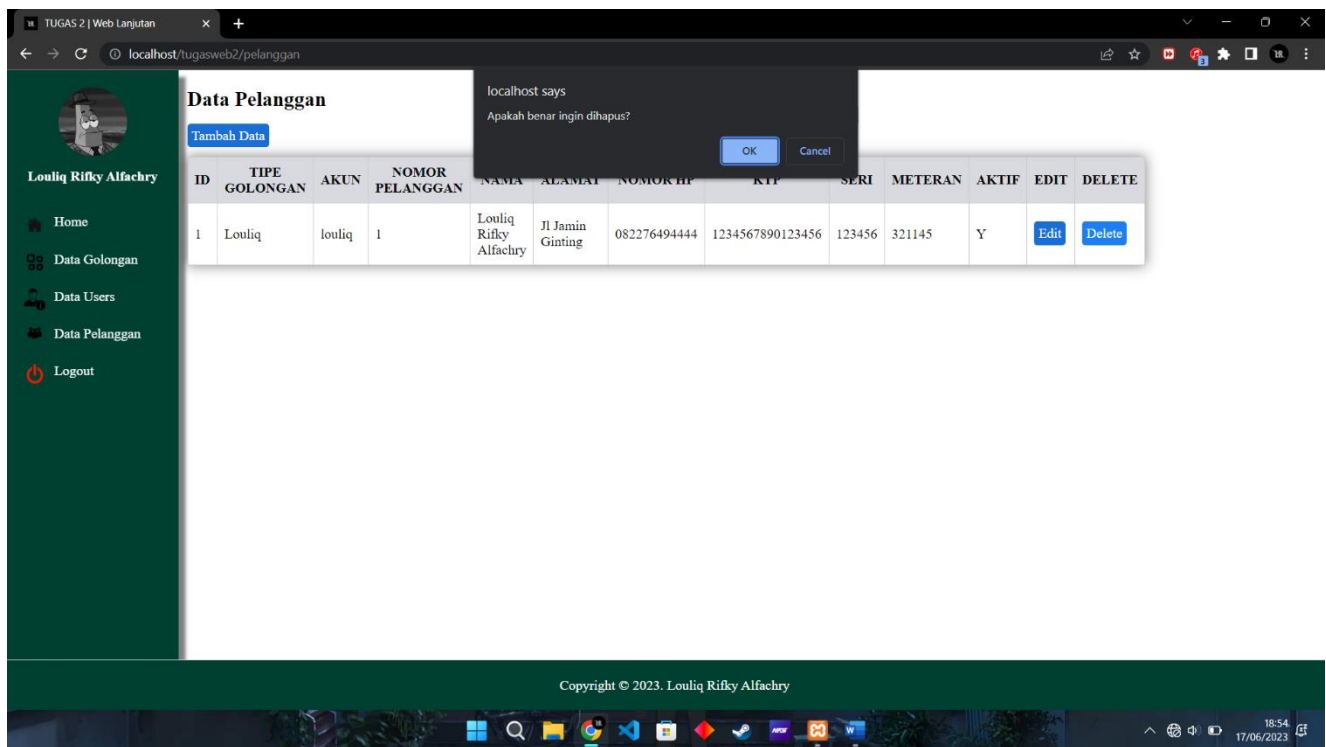 TUGAS 2 | Web Lanjutan
localhost/tugasweb2/pelanggan
localhost says
Apakah benar ingin dihapus?
OK Cancel
Louliq Rifky Alfachry
Home
Data Golongan
Data Users
Data Pelanggan
Logout
Data Pelanggan
Tambah Data
ID TIPE GOLONGAN AKUN NOMOR PELANGGAN NAMA ALAMAT NOMOR HP KTP SERI METERAN AKTIF EDIT DELETE
1 Louliq louliq 1 Louliq Rifky Alfachry Jl Jamin Ginting 082276494444 1234567890123456 123456 321145 Y Edit Delete
Copyright © 2023. Louliq Rifky Alfachry
18:54
17/06/2023